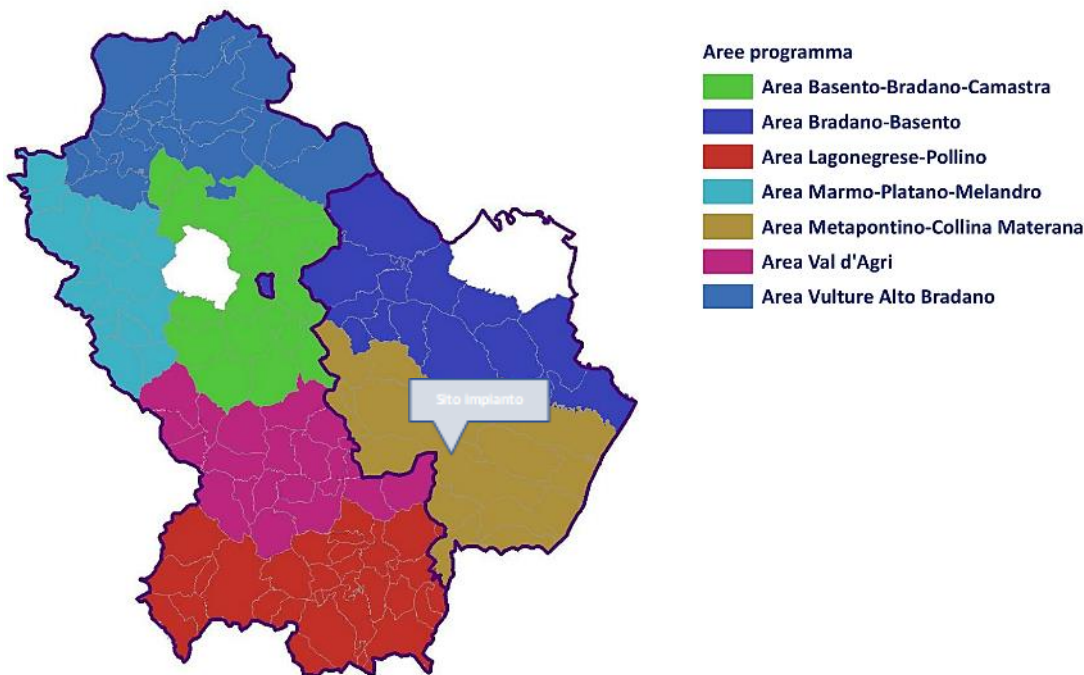 Aree programma
Area Basento-Bradano-Camastra
Area Bradano-Basento
Area Lagonegrese-Pollino
Area Marmo-Platano-Melandro
Area Metapontino-Collina Materana
Area Val d'Agri
Area Vulture Alto Bradano
Sito impianto